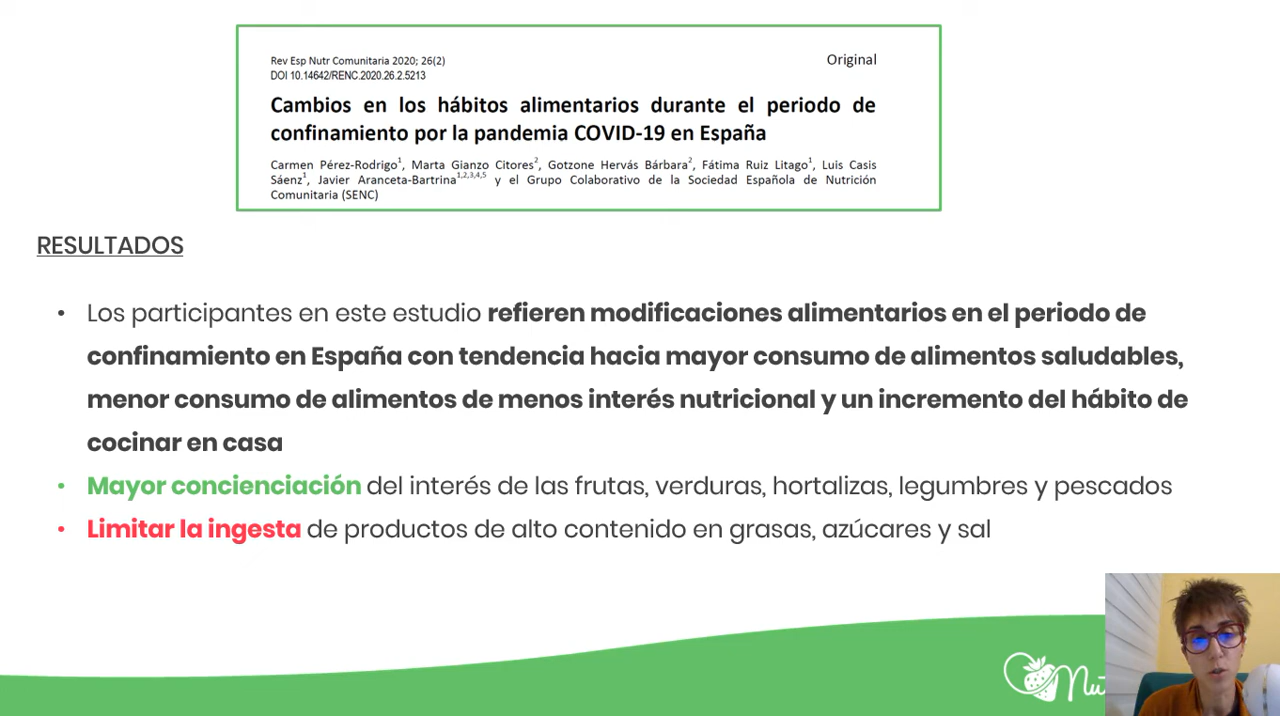 Rev Esp Nutr Comunitaria 2020; 26(2)
Original
DOI 10.14642/RENC.2020.26.2.5213
Cambios en los hábitos alimentarios durante el periodo de
confinamiento por la pandemia COVID-19 en España
Carmen Pérez-Rodrigo1, Marta Gianzo Citores2, Gotzone Hervás Bárbara2, Fátima Ruiz Litago1, Luis Casis
Sáenz1, Javier Aranceta-Bartrina1,2,3,4,5 y el Grupo Colaborativo de la Sociedad Española de Nutrición
Comunitaria (SENC)
RESULTADOS
• Los participantes en este estudio refieren modificaciones alimentarios en el periodo de
confinamiento en España con tendencia hacia mayor consumo de alimentos saludables,
menor consumo de alimentos de menos interés nutricional y un incremento del hábito de
cocinar en casa
• Mayor concienciación del interés de las frutas, verduras, hortalizas, legumbres y pescados
• Limitar la ingesta de productos de alto contenido en grasas, azúcares y sal